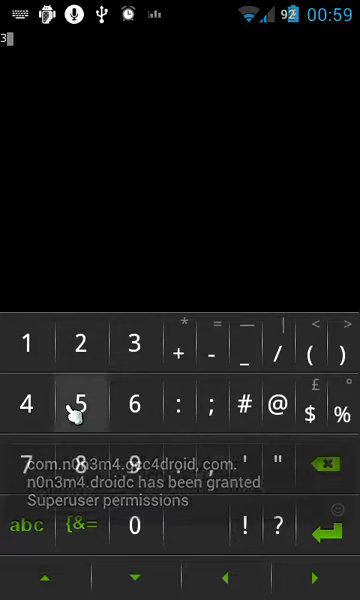 92 00:59
3
* = — | < >
1 2 3 + - _ / ( )
£ °
4 5 6 : ; # @ $ %
7 8 9 . , ' "
com.n0n3m4.gcc4droid, com.
n0n3m4.droidc has been granted
Superuser permissions
abc {&= 0 ! ?